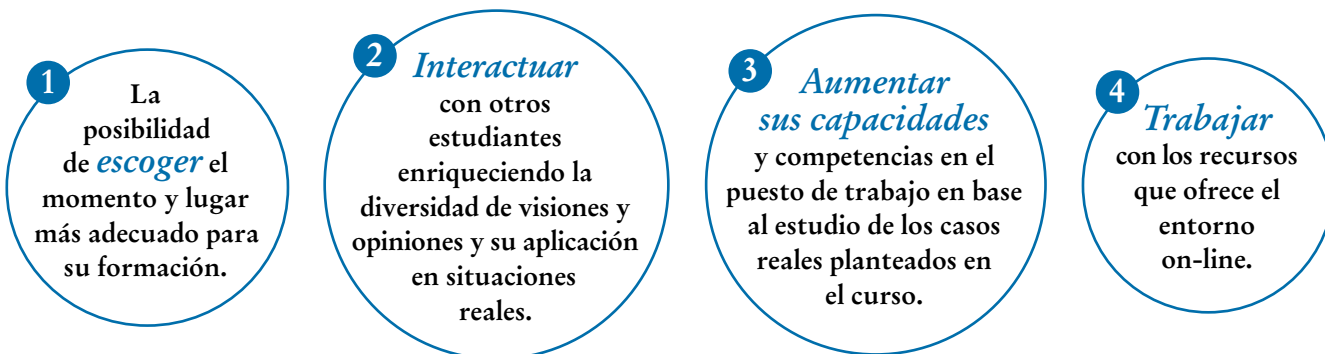 1
La
posibilidad
de escoger el
momento y lugar
más adecuado para
su formación.
2
Interactuar
con otros
estudiantes
enriqueciendo la
diversidad de visiones y
opiniones y su aplicación
en situaciones
reales.
3
Aumentar
sus capacidades
y competencias en el
puesto de trabajo en base
al estudio de los casos
reales planteados en
el curso.
4
Trabajar
con los recursos
que ofrece el
entorno
on-line.